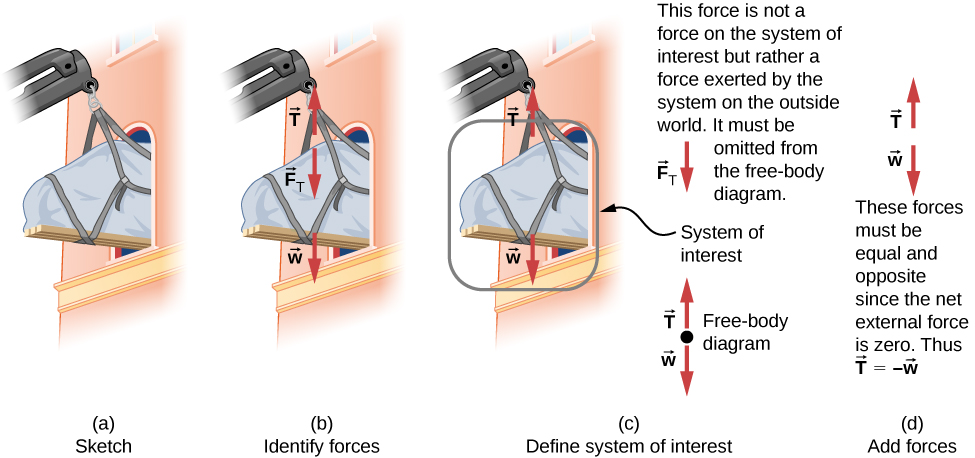 This force is not a
force on the system of
interest but rather a
force exerted by the
system on the outside
world. It must be
omitted from
the free-body
diagram.
F⃗T
T⃗
F⃗T
w⃗
T⃗
w⃗
System of
interest
T⃗
w⃗
Free-body
diagram
T⃗
w⃗
These forces
must be
equal and
opposite
since the net
external force
is zero. Thus
T⃗ = –w⃗
(a)
Sketch
(b)
Identify forces
(c)
Define system of interest
(d)
Add forces